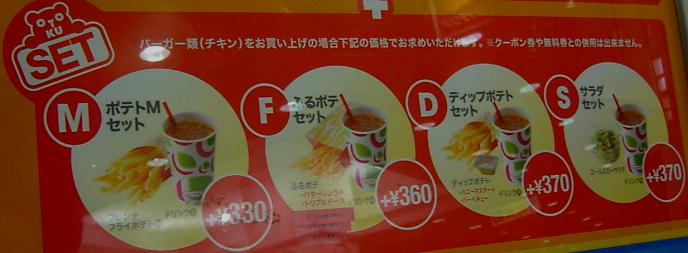 OTOKU
SET
バーガー類(チキン)をお買い上げの場合下記の価格でお求めいただけます。※クーポン券や無料券との併用は出来ません。
M
ポテトM
セット
フレンチ
フライポテトM
ドリンクM
+¥330
F
ふるポテ
セット
ふるポテ
・バターしょうゆ
・トリプルチーズ
ドリンクM
+¥360
D
ディップポテト
セット
ディップポテト
・ハニーマスタード
・バーベキュー
ドリンクM
+¥370
S
サラダ
セット
コールスローサラダ
ドリンクM
+¥370